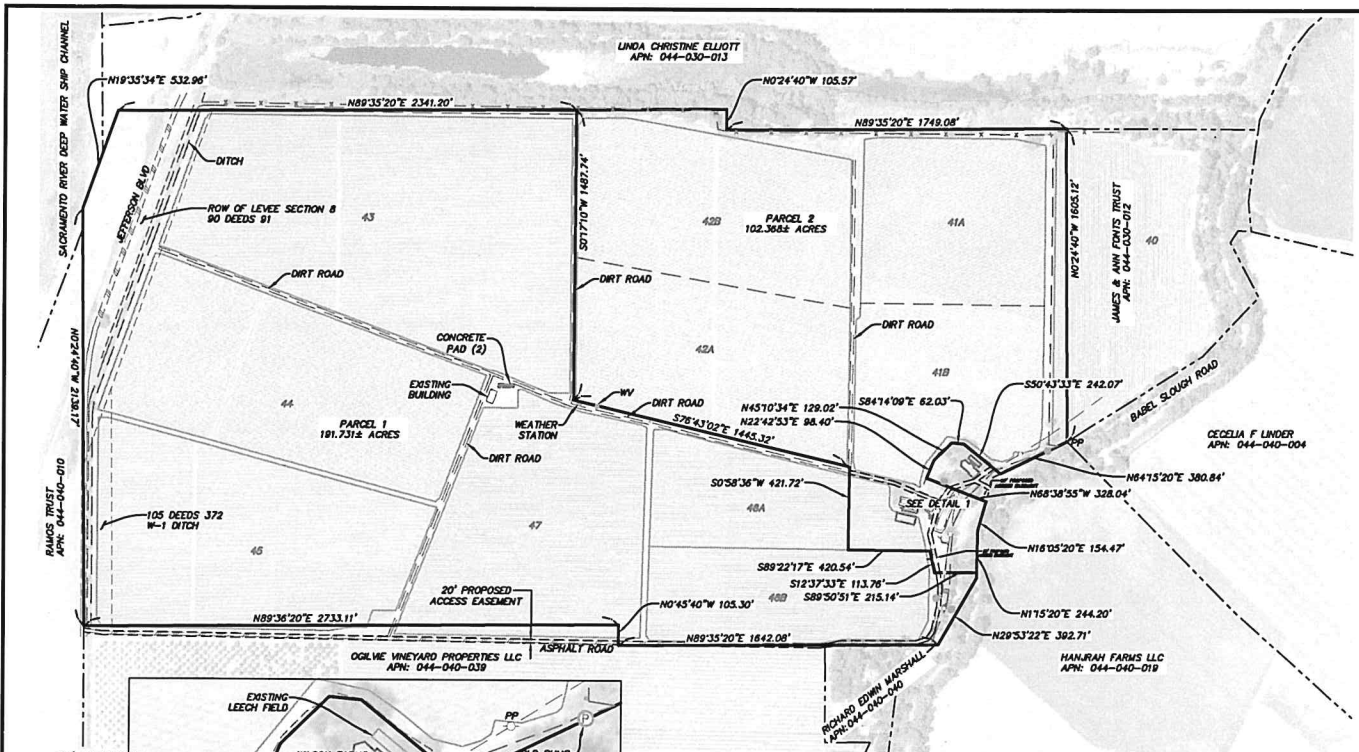 SACRAMENTO RIVER DEEP WATER SHIP CHANNEL
N19°35'34"E 532.96'
LINDA CHRISTINE ELLIOTT
APN: 044-030-013
N0°24'40"W 105.57'
N89°35'20"E 2341.20'
N89°35'20"E 1749.08'
DITCH
JEFFERSON BLVD
ROW OF LEVEE SECTION 8
90 DEEDS 91
43
S0°17'10"W 1487.74'
42B
PARCEL 2
102.368± ACRES
41A
N0°24'40"W 1605.12'
JAMES & ANN FONTS TRUST
APN: 044-030-012
40
DIRT ROAD
DIRT ROAD
DIRT ROAD
CONCRETE
PAD (2)
42A
41B
EXISTING
BUILDING
WV
DIRT ROAD
S50°43'33"E 242.07'
S84°14'09"E 62.03'
N45°10'34"E 129.02'
N22°42'53"E 98.40'
BABEL SLOUGH ROAD
N0°24'40"W 2139.17'
44
PARCEL 1
191.731± ACRES
WEATHER
STATION
S76°43'02"E 1445.32'
PP
CECELIA F LINDER
APN: 044-040-004
DIRT ROAD
N64°15'20"E 380.84'
S0°58'36"W 421.72'
N68°38'55"W 328.04'
SEE DETAIL 1
48A
RAMOS TRUST
APN: 044-040-010
105 DEEDS 372
W-1 DITCH
45
47
N16°05'20"E 154.47'
S89°22'17"E 420.54'
S12°37'33"E 113.76'
S89°50'51"E 215.14'
20' PROPOSED
ACCESS EASEMENT
48B
N89°36'20"E 2733.11'
N0°45'40"W 105.30'
N1°15'20"E 244.20'
N29°53'22"E 392.71'
N89°35'20"E 1642.08'
ASPHALT ROAD
OGILVIE VINEYARD PROPERTIES LLC
APN: 044-040-039
HANJRAH FARMS LLC
APN: 044-040-019
RICHARD EDWIN MARSHALL
APN: 044-040-040
EXISTING
LEECH FIELD
PP
P